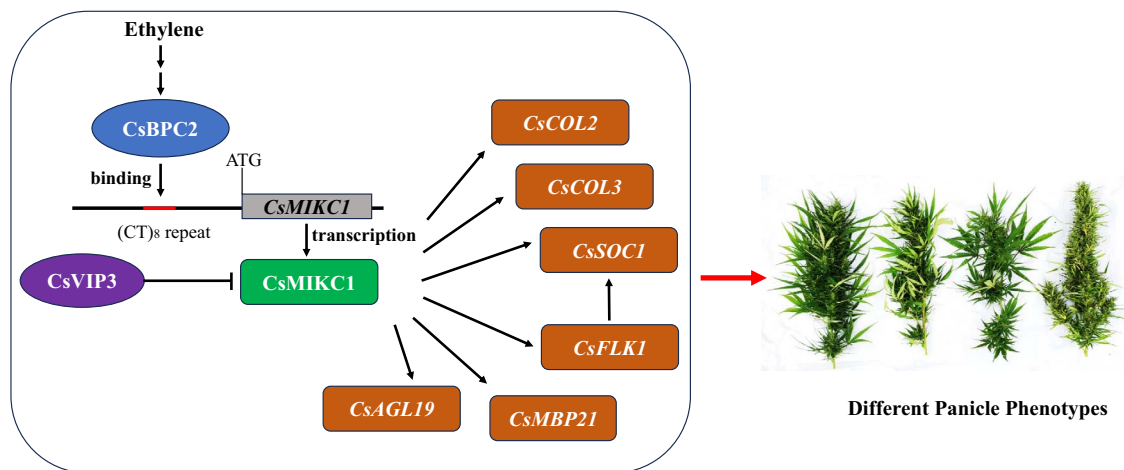 Ethylene
CsBPC2
binding
ATG
CsMIKC1
(CT)₈ repeat
transcription
CsVIP3
CsMIKC1
CsCOL2
CsCOL3
CsSOC1
CsFLK1
CsAGL19
CsMBP21
Different Panicle Phenotypes